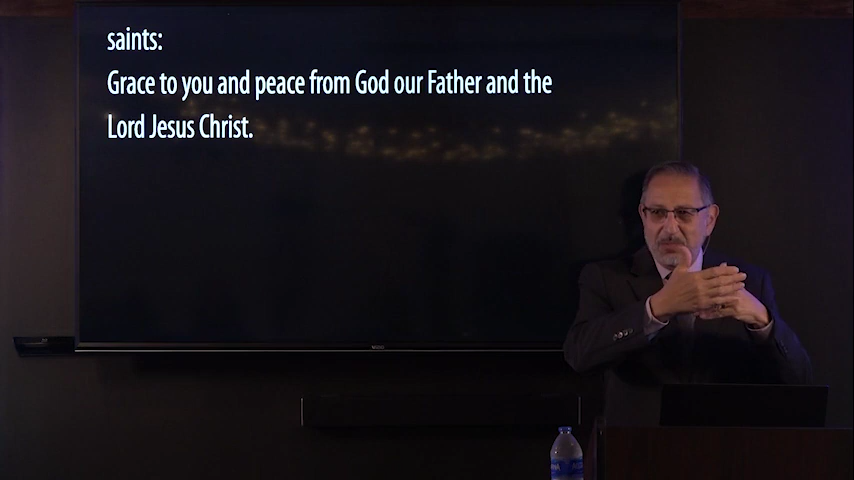 saints:
Grace to you and peace from God our Father and the
Lord Jesus Christ.